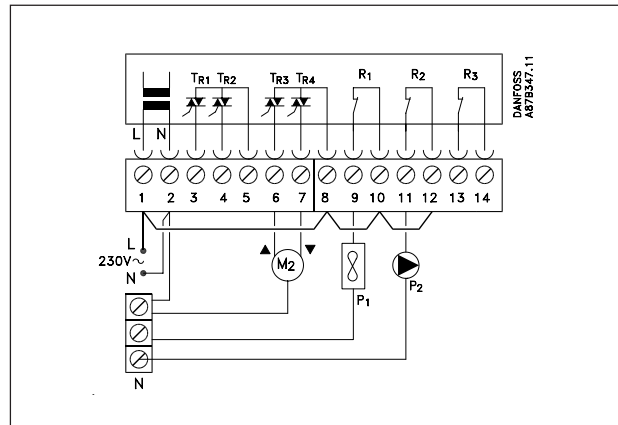 TR1 TR2 TR3 TR4 R1 R2 R3
DANFOSS
A87B347.11
L N
1 2 3 4 5 6 7 8 9 10 11 12 13 14
L
230V~
N
▲ M2 ▼
P1
P2
N